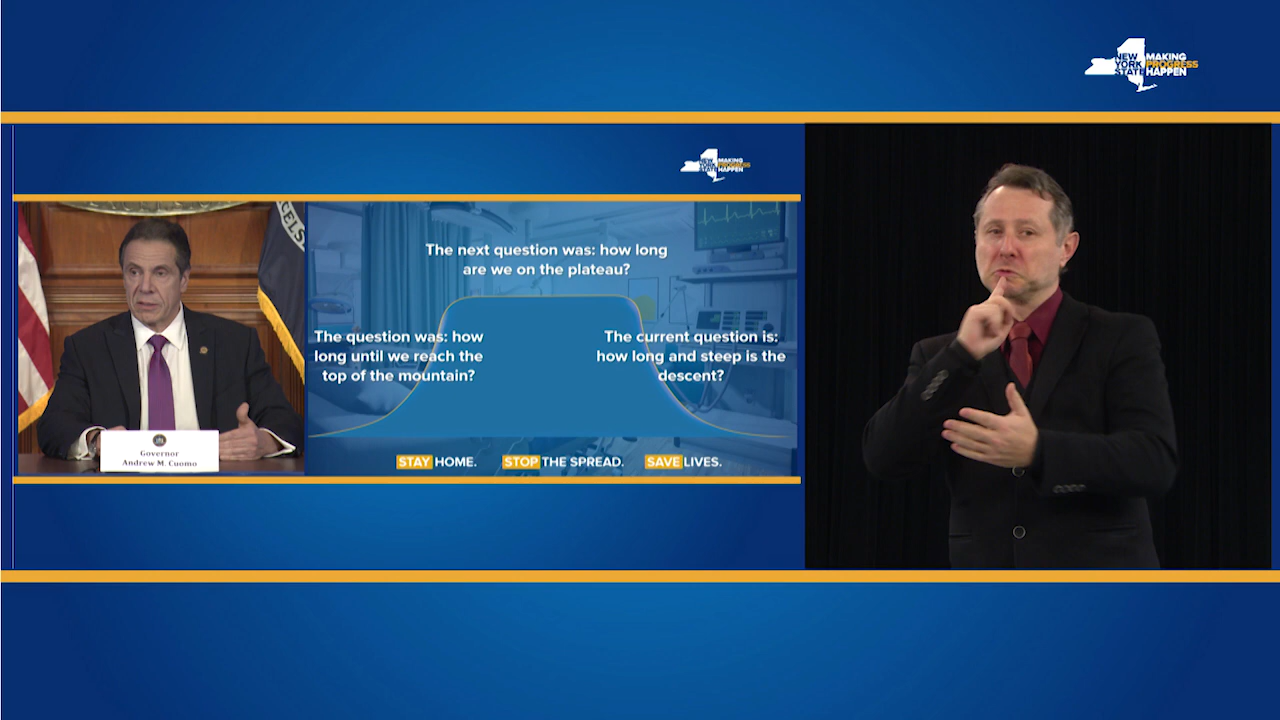 NEW YORK STATE
MAKING PROGRESS HAPPEN
NEW YORK STATE
MAKING PROGRESS HAPPEN
CELS
The next question was: how long
are we on the plateau?
The question was: how
long until we reach the
top of the mountain?
The current question is:
how long and steep is the
descent?
Governor
Andrew M. Cuomo
STAY HOME. STOP THE SPREAD. SAVE LIVES.